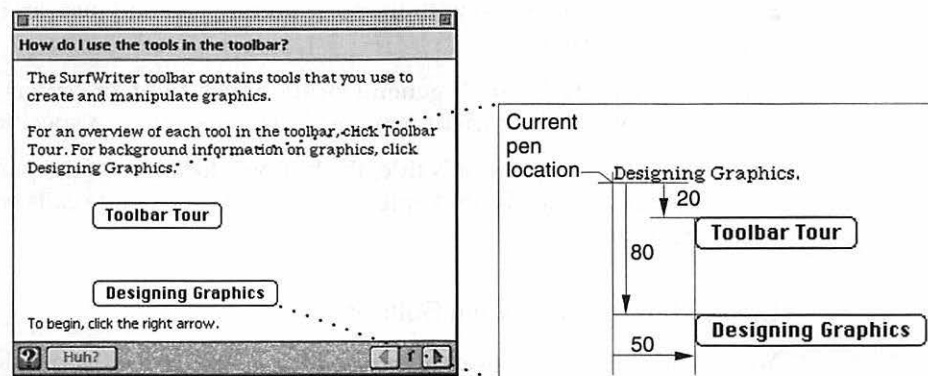 How do I use the tools in the toolbar?
The SurfWriter toolbar contains tools that you use to
create and manipulate graphics.
For an overview of each tool in the toolbar, click Toolbar
Tour. For background information on graphics, click
Designing Graphics.
Toolbar Tour
Designing Graphics
To begin, click the right arrow.
?
Huh?
1
Current
pen
location
Designing Graphics.
20
Toolbar Tour
80
Designing Graphics
50